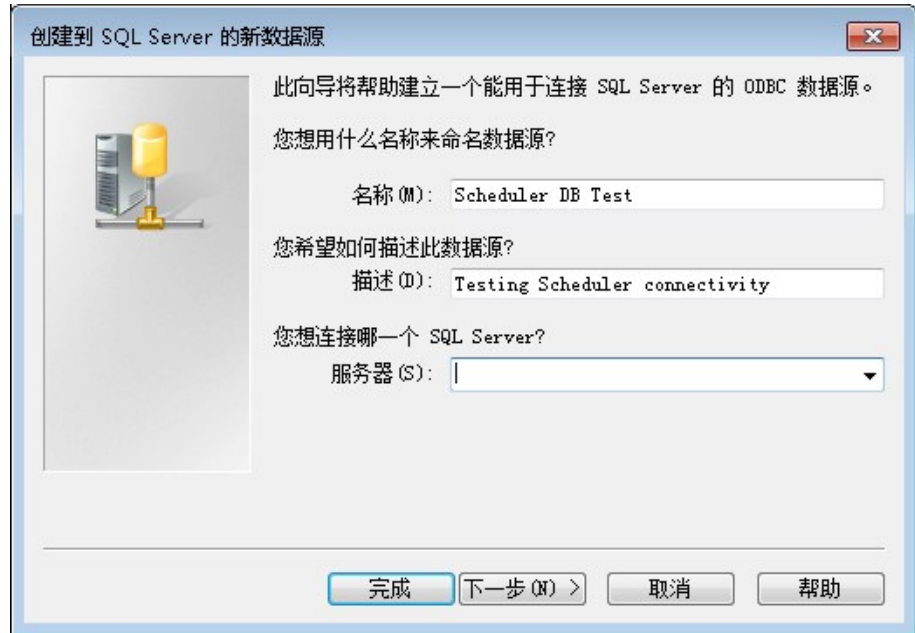 创建到 SQL Server 的新数据源
此向导将帮助建立一个能用于连接 SQL Server 的 ODBC 数据源。
您想用什么名称来命名数据源?
名称(M): Scheduler DB Test
您希望如何描述此数据源?
描述(D): Testing Scheduler connectivity
您想连接哪一个 SQL Server?
服务器(S):
完成 下一步(N) > 取消 帮助